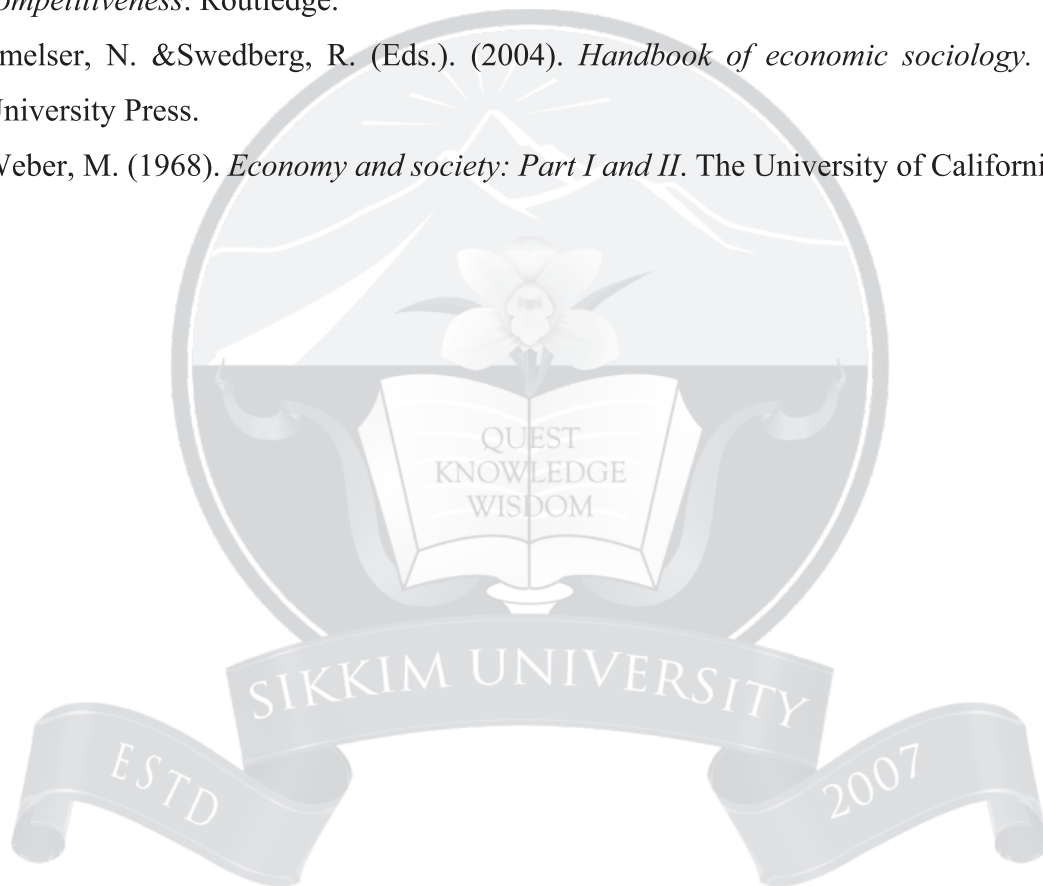 ompetitiveness. Routledge.
melser, N. &Swedberg, R. (Eds.). (2004). Handbook of economic sociology.
niversity Press.
Weber, M. (1968). Economy and society: Part I and II. The University of Californi
QUEST
KNOWLEDGE
WISDOM
SIKKIM UNIVERSITY
ESTD
2007